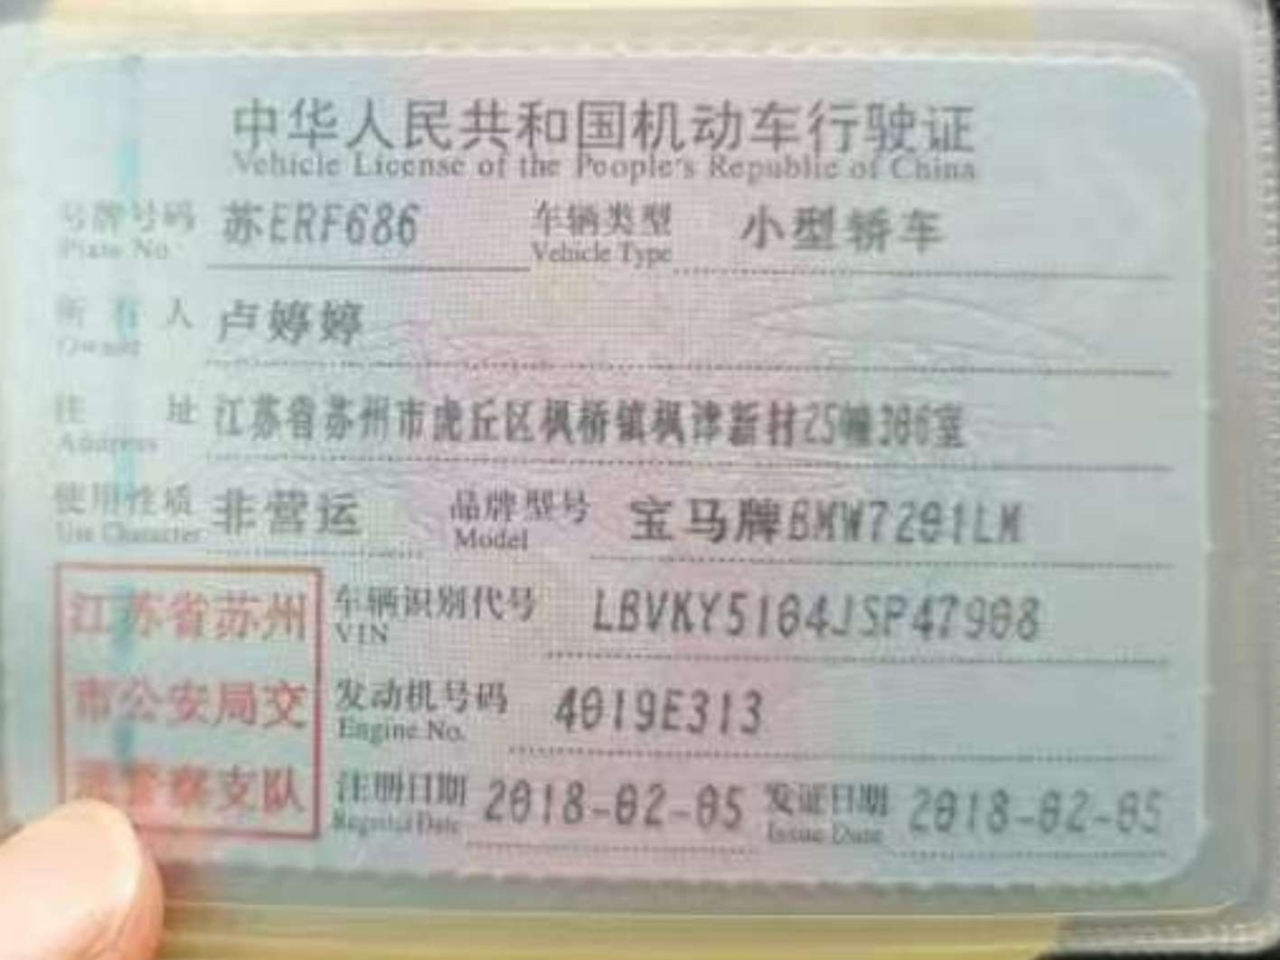 中华人民共和国机动车行驶证
Vehicle License of the People's Republic of China
号牌号码 苏ERF686 车辆类型 小型轿车
Plate No. Vehicle Type
所有人 卢婷婷
Owner
住址 江苏省苏州市虎丘区枫桥镇枫津新村25幢306室
Address
使用性质 非营运 品牌型号 宝马牌BMW7201LM
Use Character Model
江苏省苏州
市公安局交
警察支队
车辆识别代号 LBVKY5104JSP47908
VIN
发动机号码 4019E313
Engine No.
注册日期 2018-02-05 发证日期 2018-02-05
Register Date Issue Date